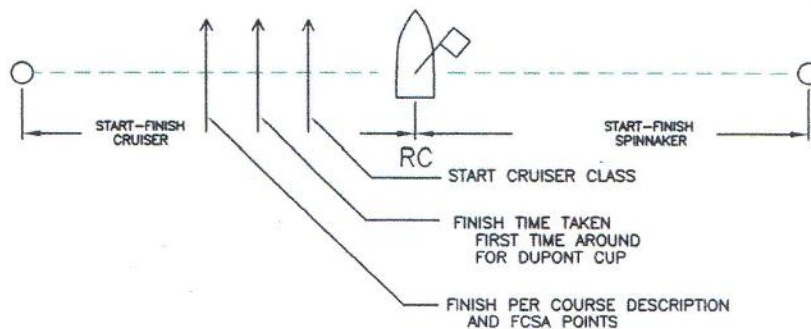 START-FINISH
CRUISER
RC
START-FINISH
SPINNAKER
START CRUISER CLASS
FINISH TIME TAKEN
FIRST TIME AROUND
FOR DUPONT CUP
FINISH PER COURSE DESCRIPTION
AND FCSA POINTS